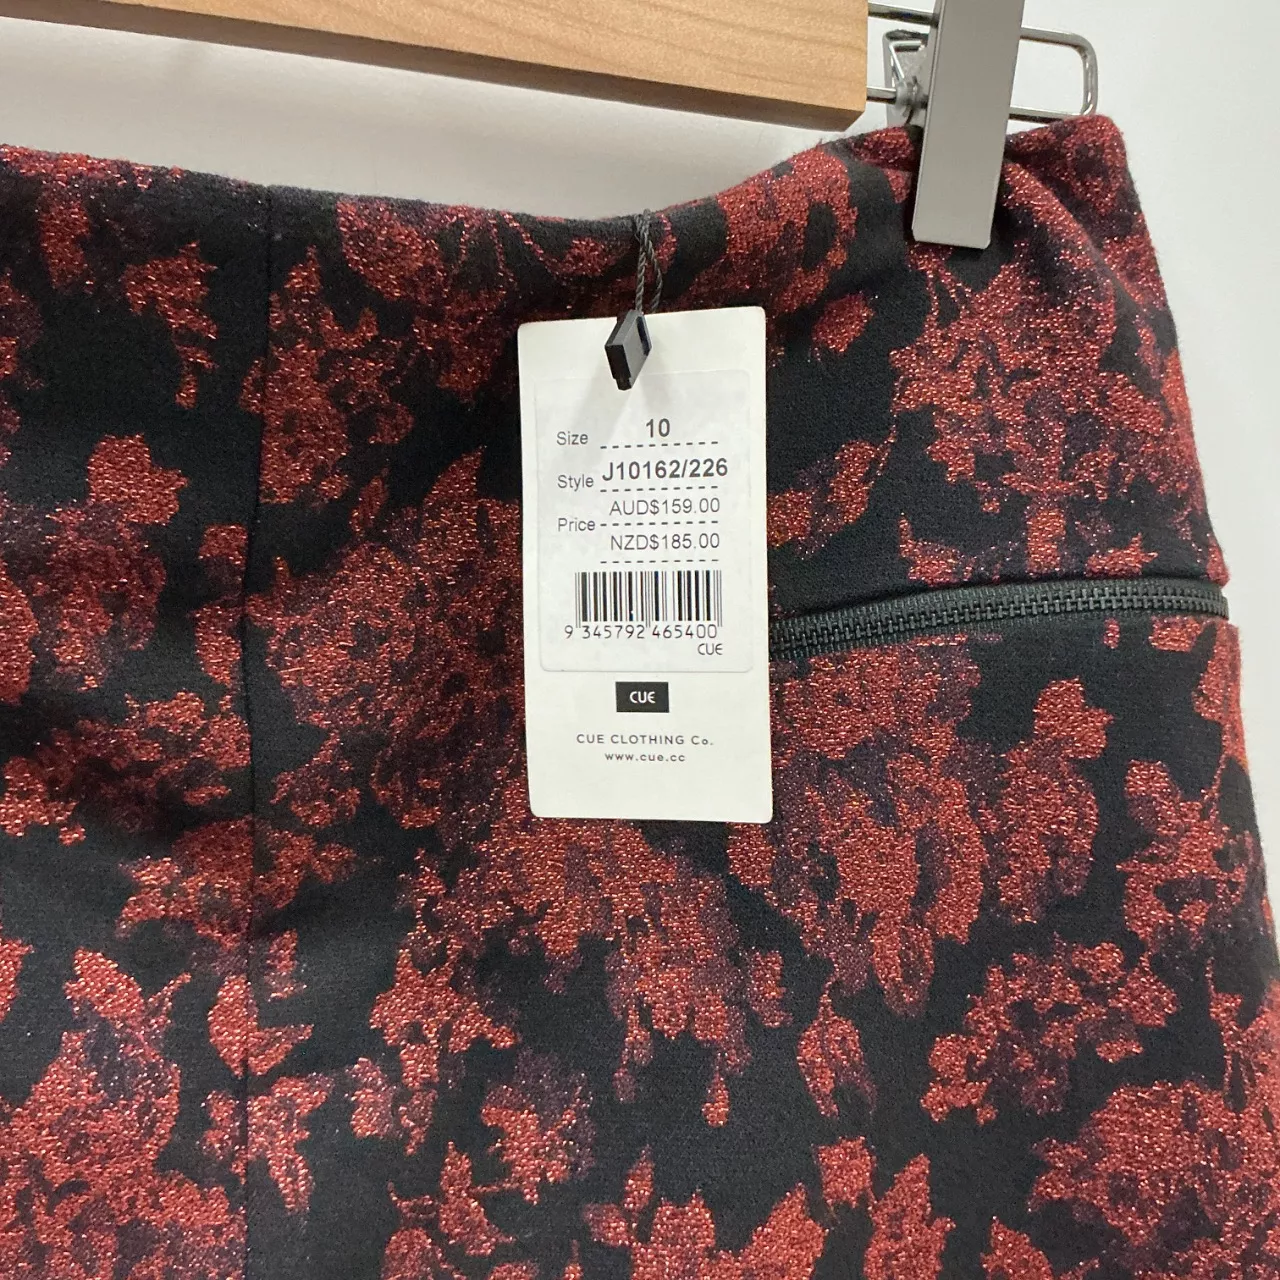 Size 10
Style J10162/226
AUD$159.00
Price
NZD$185.00
9 345792 465400
CUE
CUE
CUE CLOTHING Co.
www.cue.cc